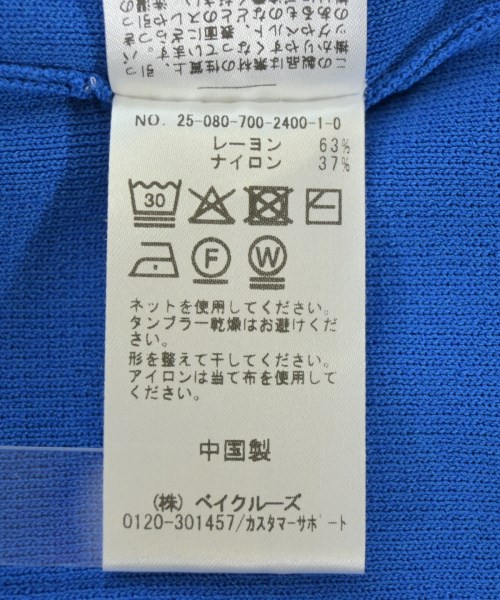 NO. 25-080-700-2400-1-0
レーヨン 63%
ナイロン 37%
30
F
W
ネットを使用してください。
タンブラー乾燥はお避けくだ
さい。
形を整えて干してください。
アイロンは当て布を使用して
ください。
中国製
(株) ベイクルーズ
0120-301457/カスタマーサポート